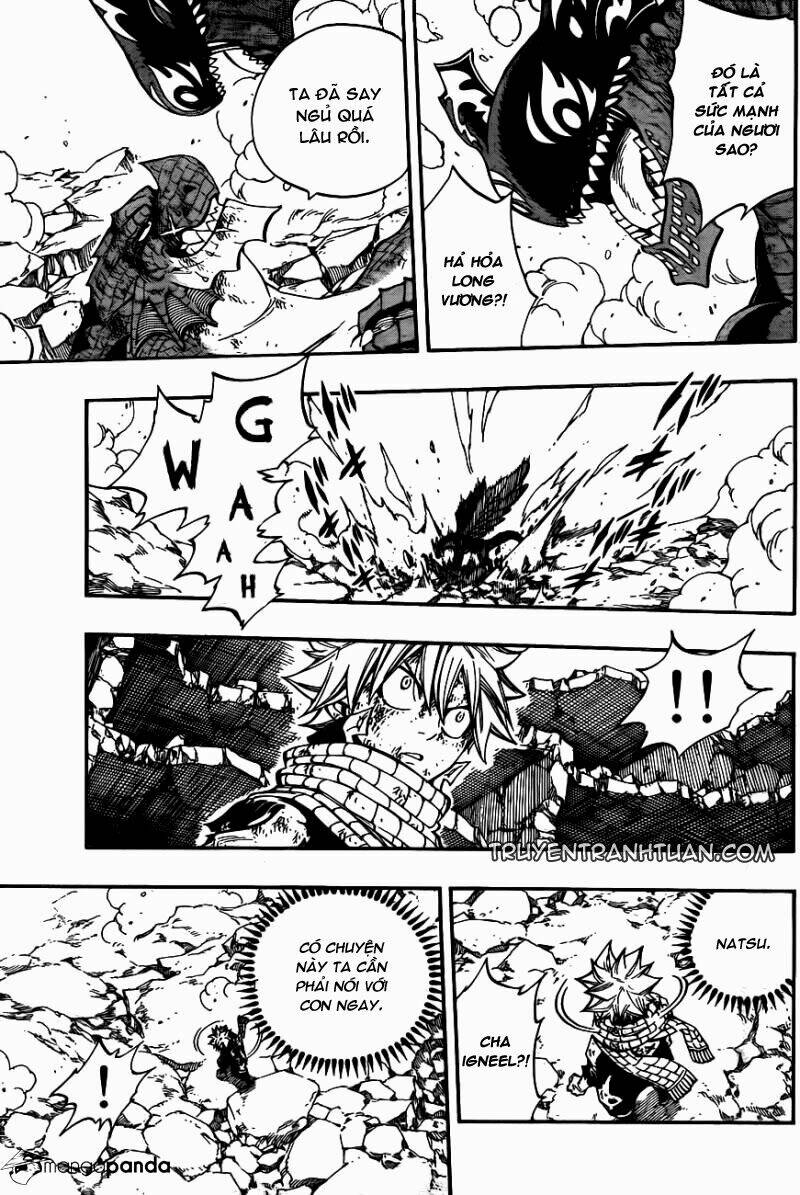 ĐÓ LÀ
TẤT CẢ
SỨC MẠNH
CỦA NGƯƠI
SAO?
HẢ HỎA
LONG
VƯƠNG?!
TA ĐÃ SAY
NGỦ QUÁ
LÂU RỒI.
GWAAAH
!!
TRUYENTRANHTUAN.COM
NATSU.
CHA
IGNEEL?!
CÓ CHUYỆN
NÀY TA CẦN
PHẢI NÓI VỚI
CON NGAY.
!
mangapanda